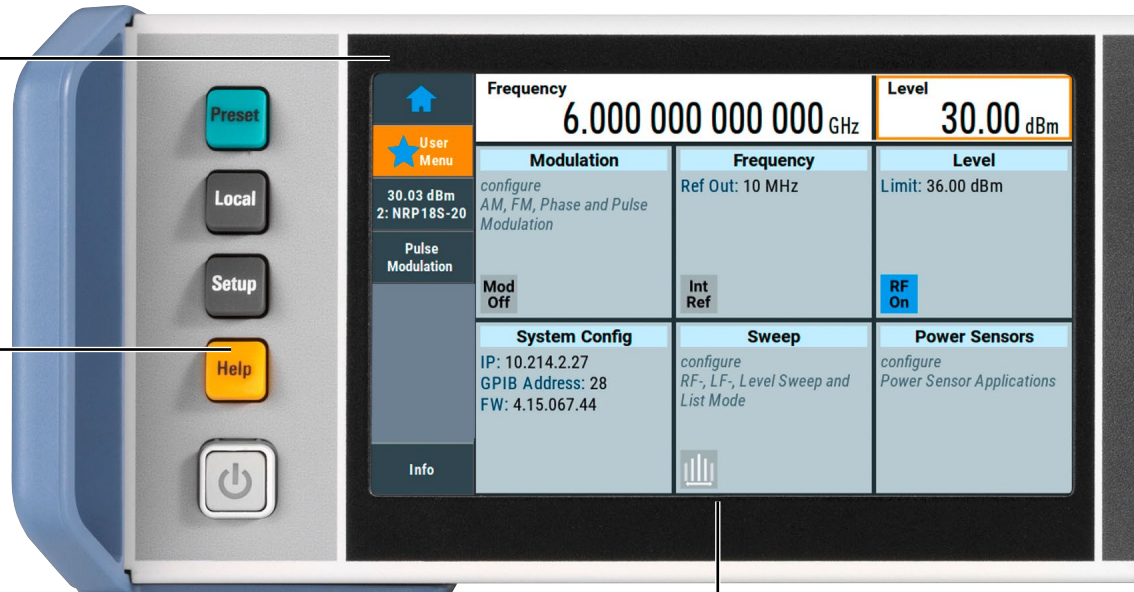 Preset
Local
Setup
Help
User
Menu
30.03 dBm
2: NRP18S-20
Pulse
Modulation
Info
Frequency
6.000 000 000 000 GHz
Level
30.00 dBm
Modulation
configure
AM, FM, Phase and Pulse
Modulation
Mod
Off
Frequency
Ref Out: 10 MHz
Int
Ref
Level
Limit: 36.00 dBm
RF
On
System Config
IP: 10.214.2.27
GPIB Address: 28
FW: 4.15.067.44
Sweep
configure
RF-, LF-, Level Sweep and
List Mode
Power Sensors
configure
Power Sensor Applications